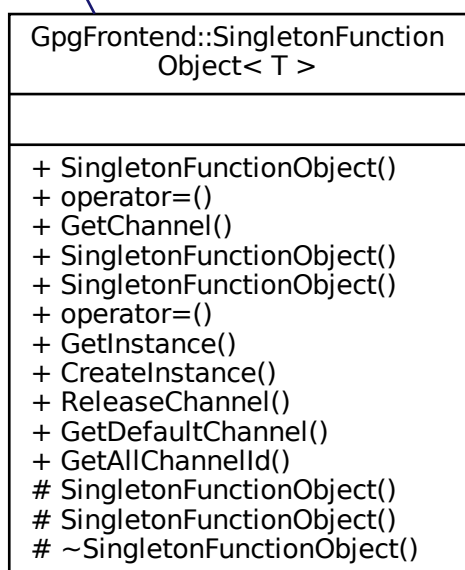 GpgFrontend::SingletonFunction
Object< T >
+ SingletonFunctionObject()
+ operator=()
+ GetChannel()
+ SingletonFunctionObject()
+ SingletonFunctionObject()
+ operator=()
+ GetInstance()
+ CreateInstance()
+ ReleaseChannel()
+ GetDefaultChannel()
+ GetAllChannelId()
# SingletonFunctionObject()
# SingletonFunctionObject()
# ~SingletonFunctionObject()